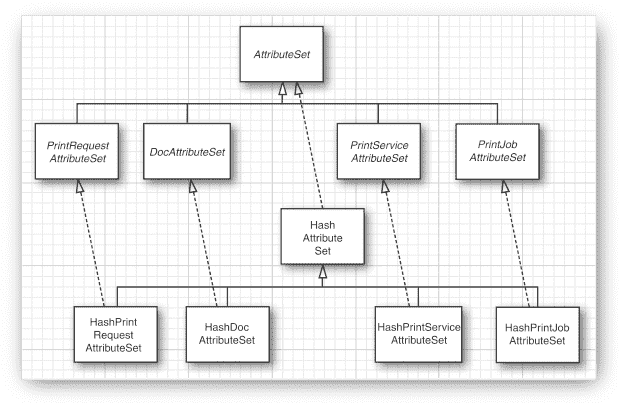 AttributeSet
PrintRequest
AttributeSet
DocAttributeSet
PrintService
AttributeSet
PrintJob
AttributeSet
Hash
Attribute
Set
HashPrint
Request
AttributeSet
HashDoc
AttributeSet
HashPrintService
AttributeSet
HashPrintJob
AttributeSet